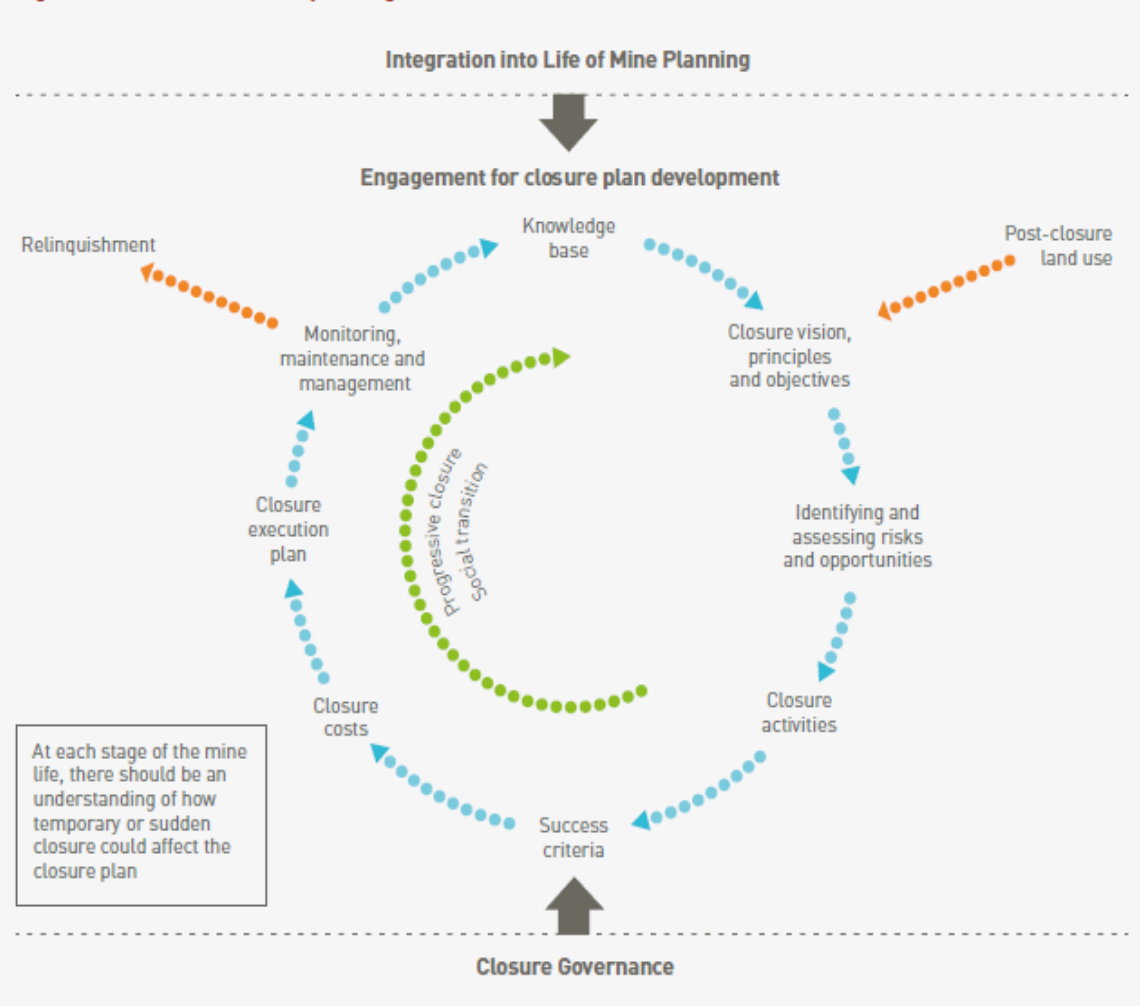 Integration into Life of Mine Planning
Engagement for closure plan development
Knowledge
base
Relinquishment
Post-closure
land use
Monitoring,
maintenance and
management
Closure vision,
principles
and objectives
Progressive closure
Social transition
Closure
execution
plan
Identifying and
assessing risks
and opportunities
Closure
costs
Closure
activities
At each stage of the mine
life, there should be an
understanding of how
temporary or sudden
closure could affect the
closure plan
Success
criteria
Closure Governance